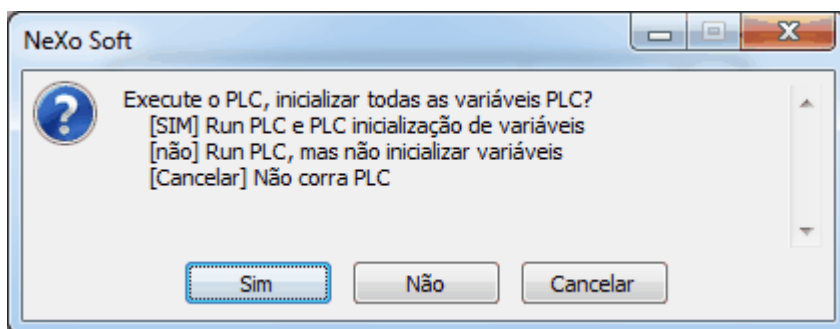 NeXo Soft
Execute o PLC, inicializar todas as variáveis PLC?
[SIM] Run PLC e PLC inicialização de variáveis
[não] Run PLC, mas não inicializar variáveis
[Cancelar] Não corra PLC
Sim Não Cancelar